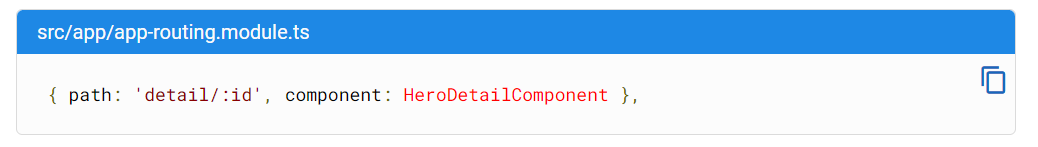 src/app/app-routing.module.ts
{ path: 'detail/:id', component: HeroDetailComponent },